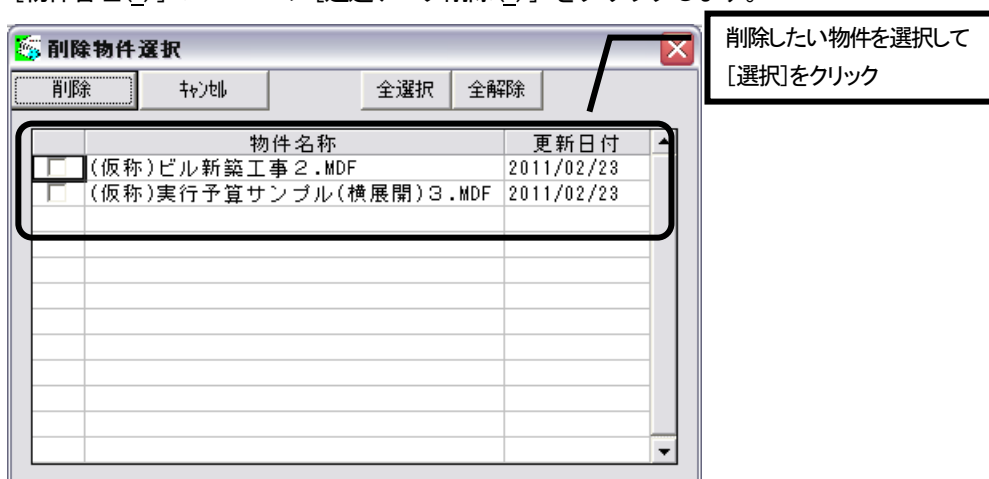 削除物件選択
削除したい物件を選択して
[選択]をクリック
削除 ｷｬﾝｾﾙ 全選択 全解除
物件名称 更新日付
(仮称)ビル新築工事２.MDF 2011/02/23
(仮称)実行予算サンプル(横展開)３.MDF 2011/02/23